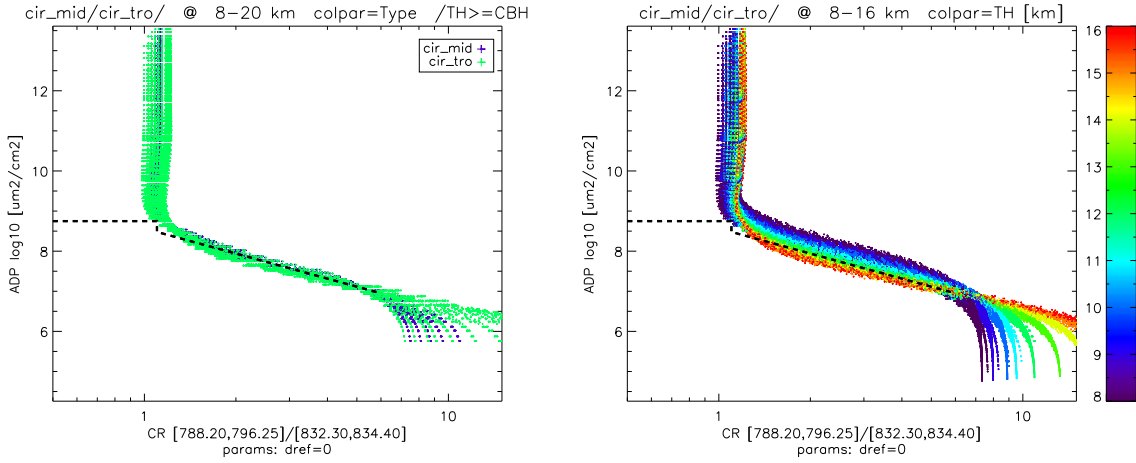 cir_mid/cir_tro/ @ 8-20 km colpar=Type /TH>=CBH
cir_mid
cir_tro
12
10
8
6
ADP log10 [um2/cm2]
1
10
CR [788.20,796.25]/[832.30,834.40]
params: dref=0
cir_mid/cir_tro/ @ 8-16 km colpar=TH [km]
12
10
8
6
ADP log10 [um2/cm2]
1
10
CR [788.20,796.25]/[832.30,834.40]
params: dref=0
16
15
14
13
12
11
10
9
8